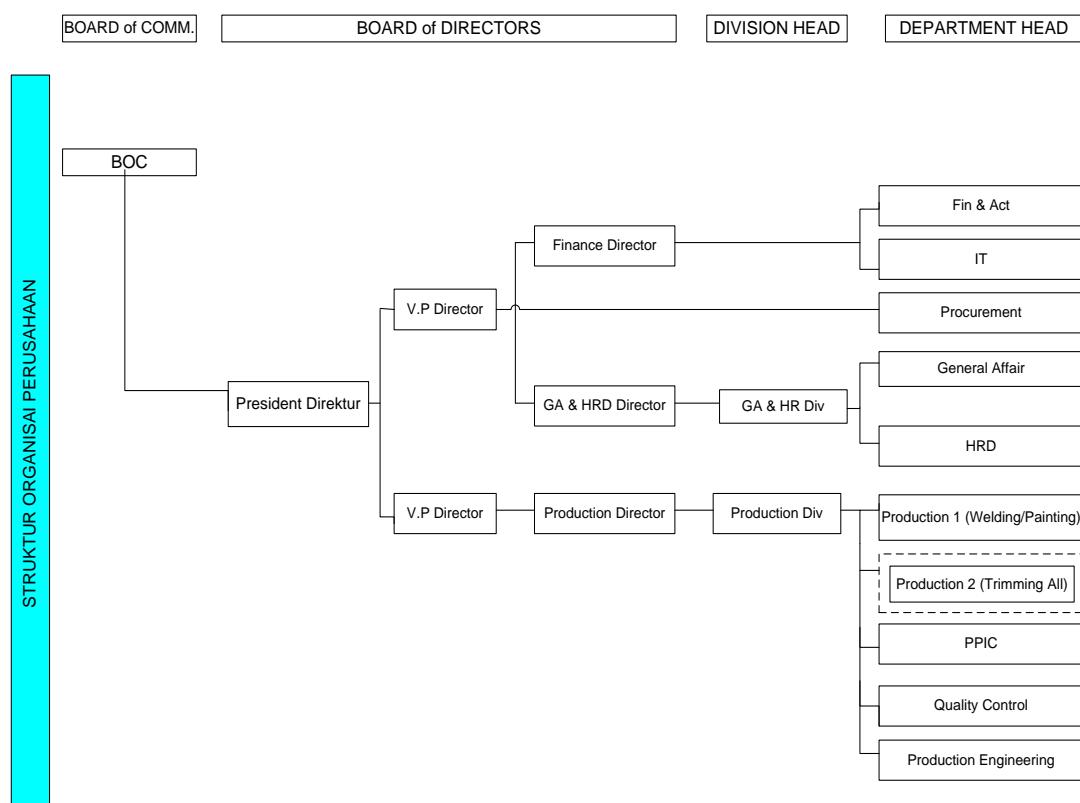 BOARD of COMM.
BOARD of DIRECTORS
DIVISION HEAD
DEPARTMENT HEAD
STRUKTUR ORGANISAI PERUSAHAAN
BOC
President Direktur
V.P Director
Finance Director
Fin & Act
IT
Procurement
GA & HRD Director
GA & HR Div
General Affair
HRD
V.P Director
Production Director
Production Div
Production 1 (Welding/Painting)
Production 2 (Trimming All)
PPIC
Quality Control
Production Engineering